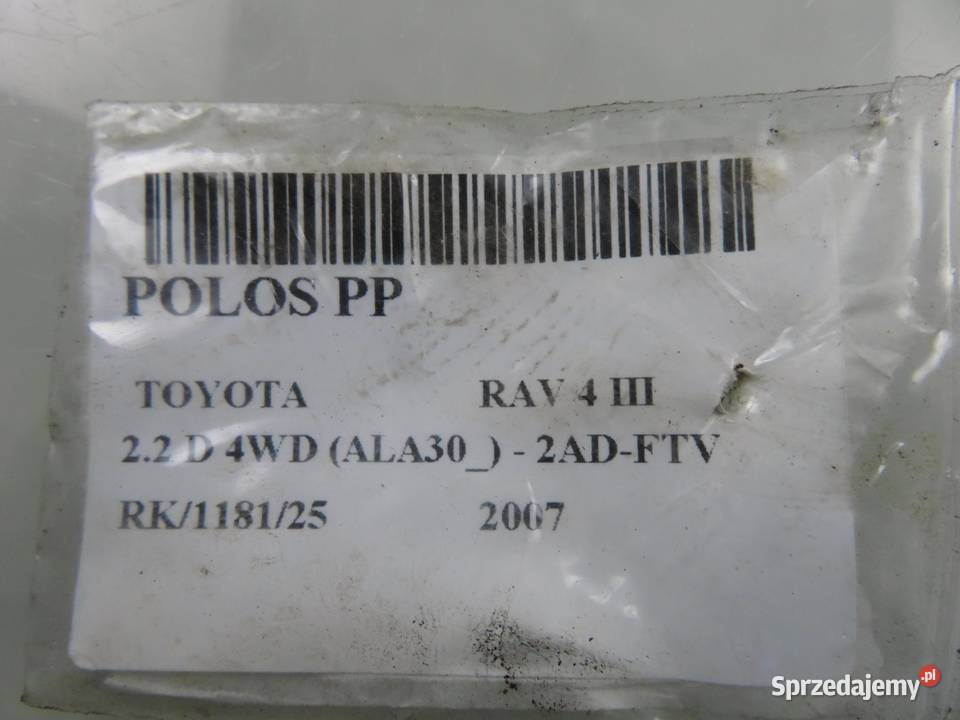 POLOS PP
TOYOTA RAV 4 III
2.2 D 4WD (ALA30_) - 2AD-FTV
RK/1181/25 2007
Sprzedajemy.pl